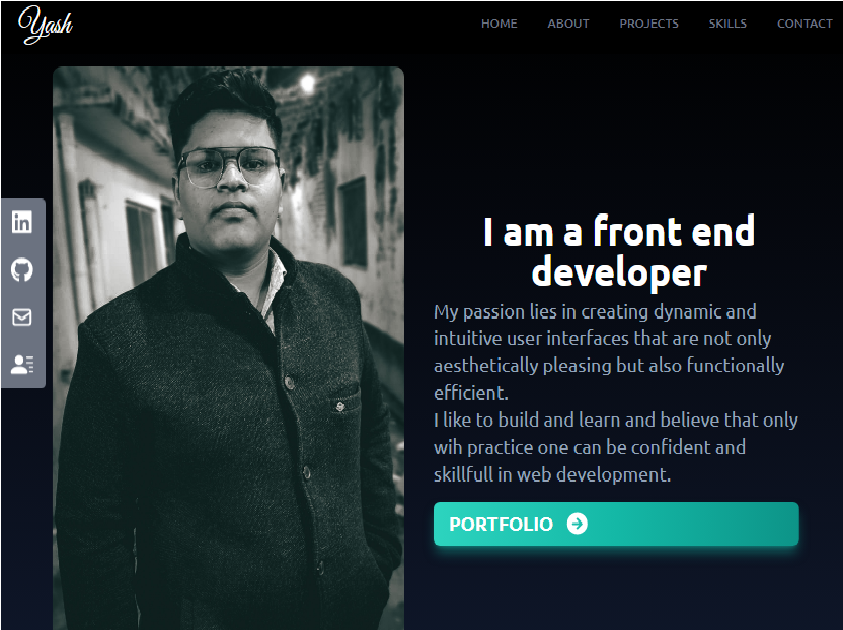 Yash
HOME ABOUT PROJECTS SKILLS CONTACT
in
I am a front end
developer
My passion lies in creating dynamic and
intuitive user interfaces that are not only
aesthetically pleasing but also functionally
efficient.
I like to build and learn and believe that only
wih practice one can be confident and
skillfull in web development.
PORTFOLIO